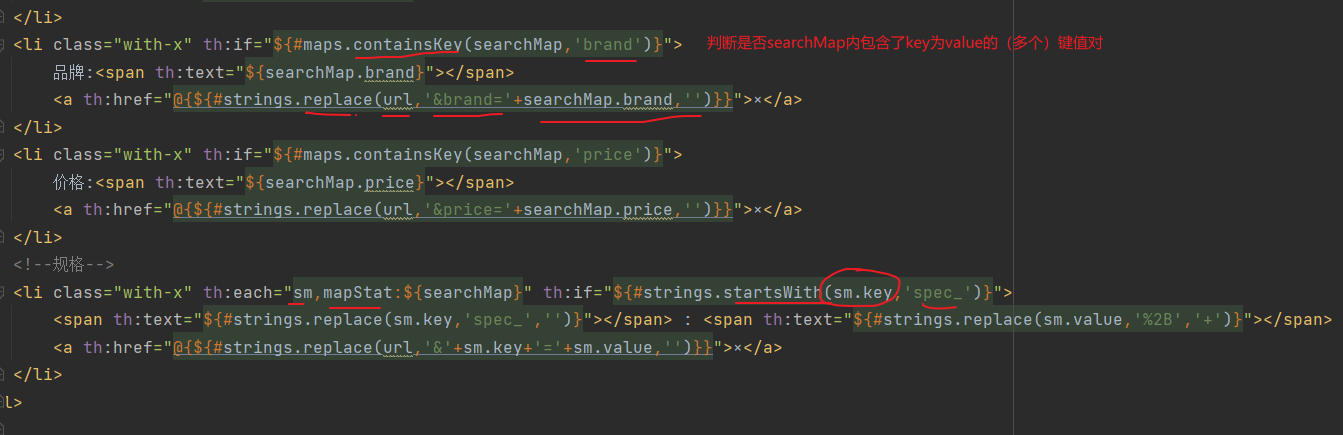 </li>
<li class="with-x" th:if="${#maps.containsKey(searchMap,'brand')}"> 判断是否searchMap内包含了key为value的（多个）键值对
品牌:<span th:text="${searchMap.brand}"></span>
<a th:href="@{${#strings.replace(url,'&brand='+searchMap.brand,'')}}">×</a>
</li>
<li class="with-x" th:if="${#maps.containsKey(searchMap,'price')}">
价格:<span th:text="${searchMap.price}"></span>
<a th:href="@{${#strings.replace(url,'&price='+searchMap.price,'')}}">×</a>
</li>
<!--规格-->
<li class="with-x" th:each="sm,mapStat:${searchMap}" th:if="${#strings.startsWith(sm.key,'spec_')}">
<span th:text="${#strings.replace(sm.key,'spec_','')}"></span> : <span th:text="${#strings.replace(sm.value,'%2B','+')}"></span>
<a th:href="@{${#strings.replace(url,'&'+sm.key+'='+sm.value,'')}}">×</a>
</li>
l>